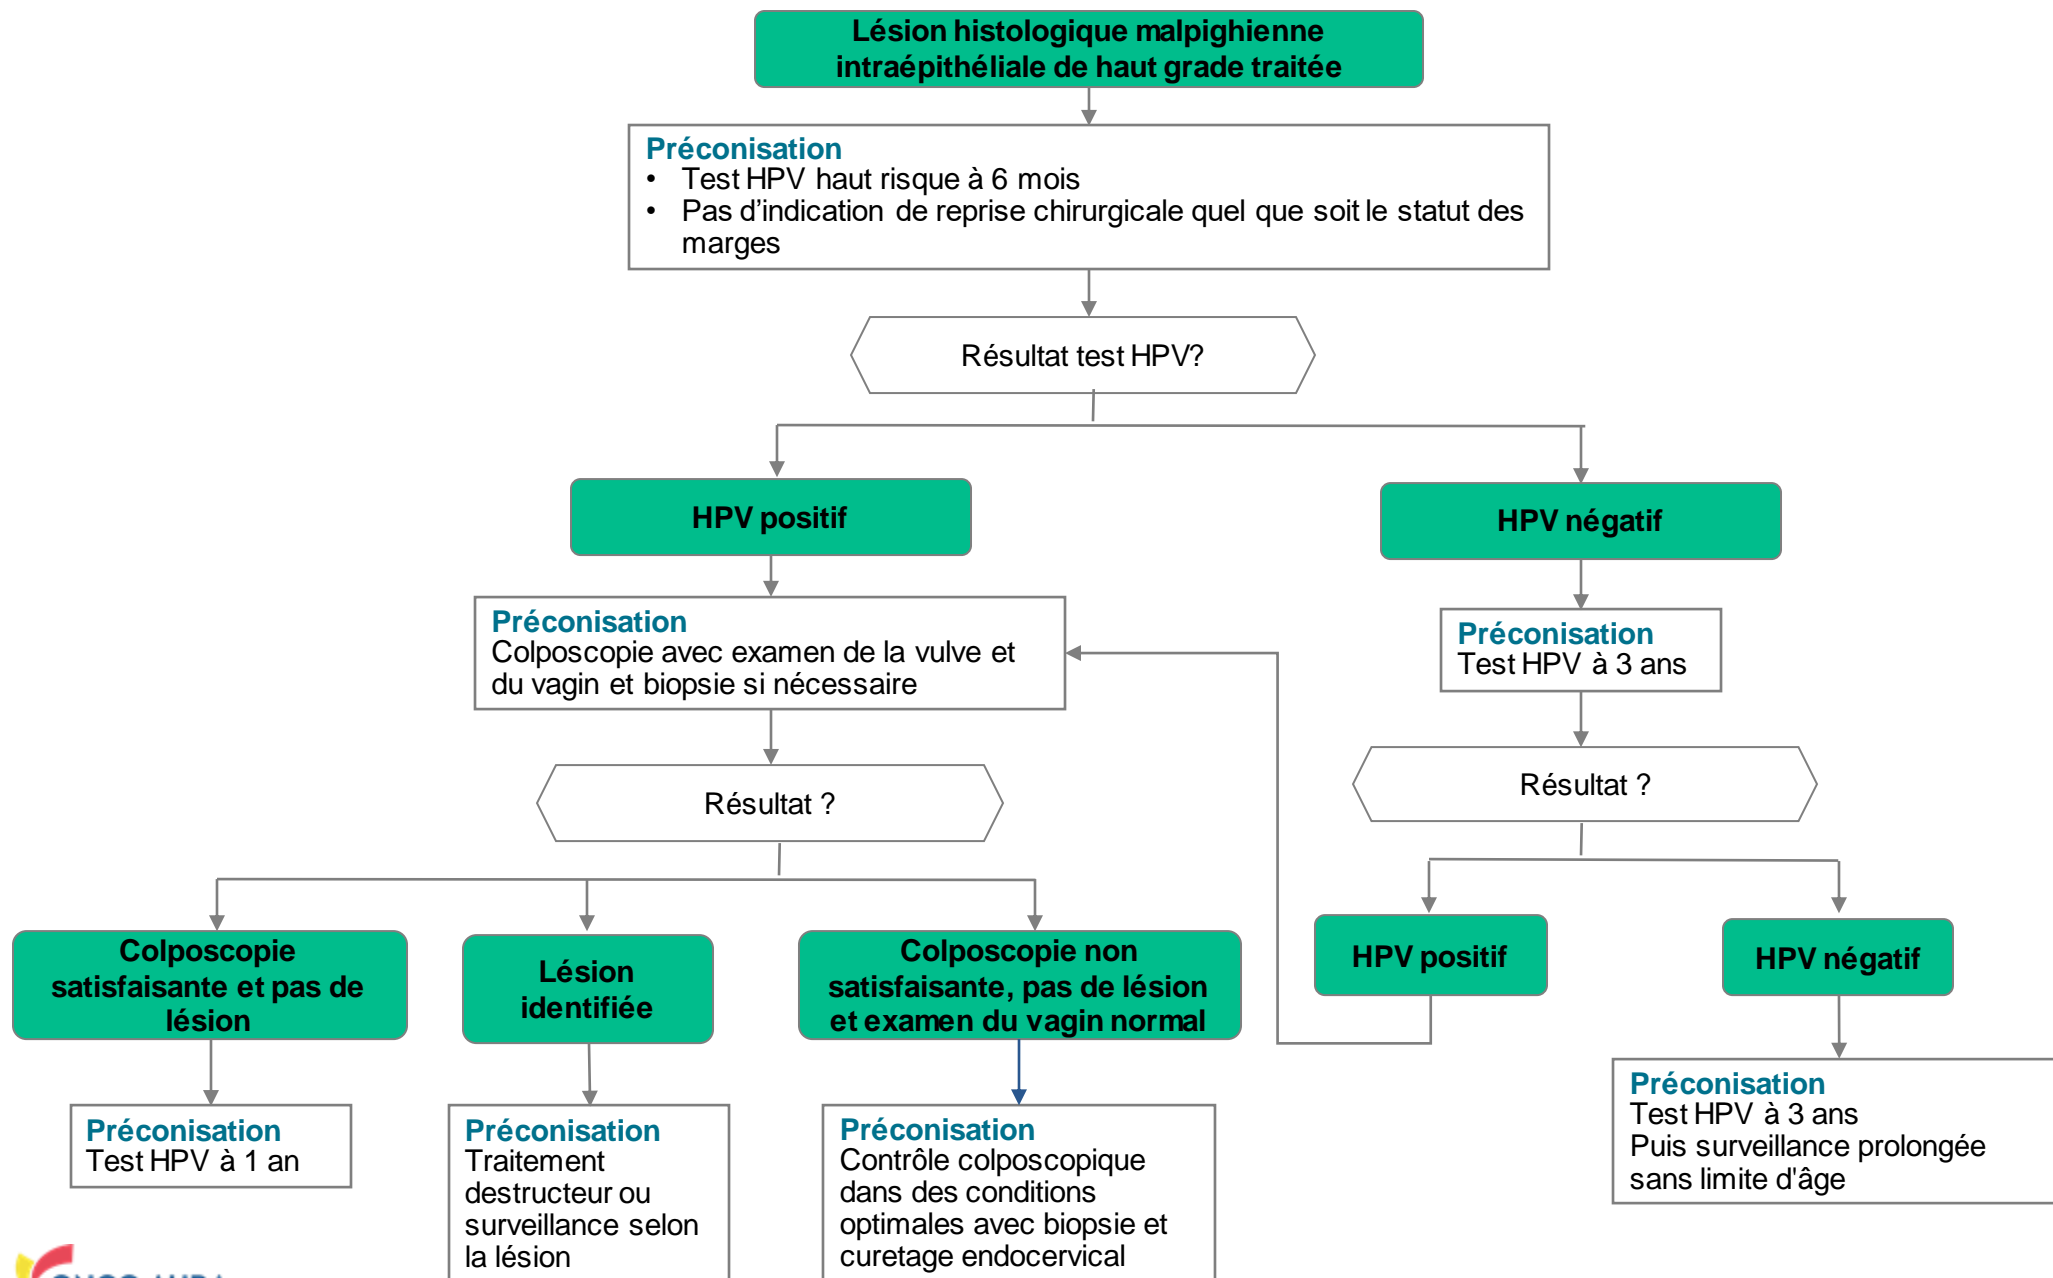 Lésion histologique malpighienne
intraépithéliale de haut grade traitée
Préconisation
• Test HPV haut risque à 6 mois
• Pas d’indication de reprise chirurgicale quel que soit le statut des
marges
Résultat test HPV?
HPV positif
HPV négatif
Préconisation
Colposcopie avec examen de la vulve et
du vagin et biopsie si nécessaire
Préconisation
Test HPV à 3 ans
Résultat ?
Résultat ?
Colposcopie
satisfaisante et pas de
lésion
Lésion
identifiée
Colposcopie non
satisfaisante, pas de lésion
et examen du vagin normal
HPV positif
HPV négatif
Préconisation
Test HPV à 1 an
Préconisation
Traitement
destructeur ou
surveillance selon
la lésion
Préconisation
Contrôle colposcopique
dans des conditions
optimales avec biopsie et
curetage endocervical
Préconisation
Test HPV à 3 ans
Puis surveillance prolongée
sans limite d'âge